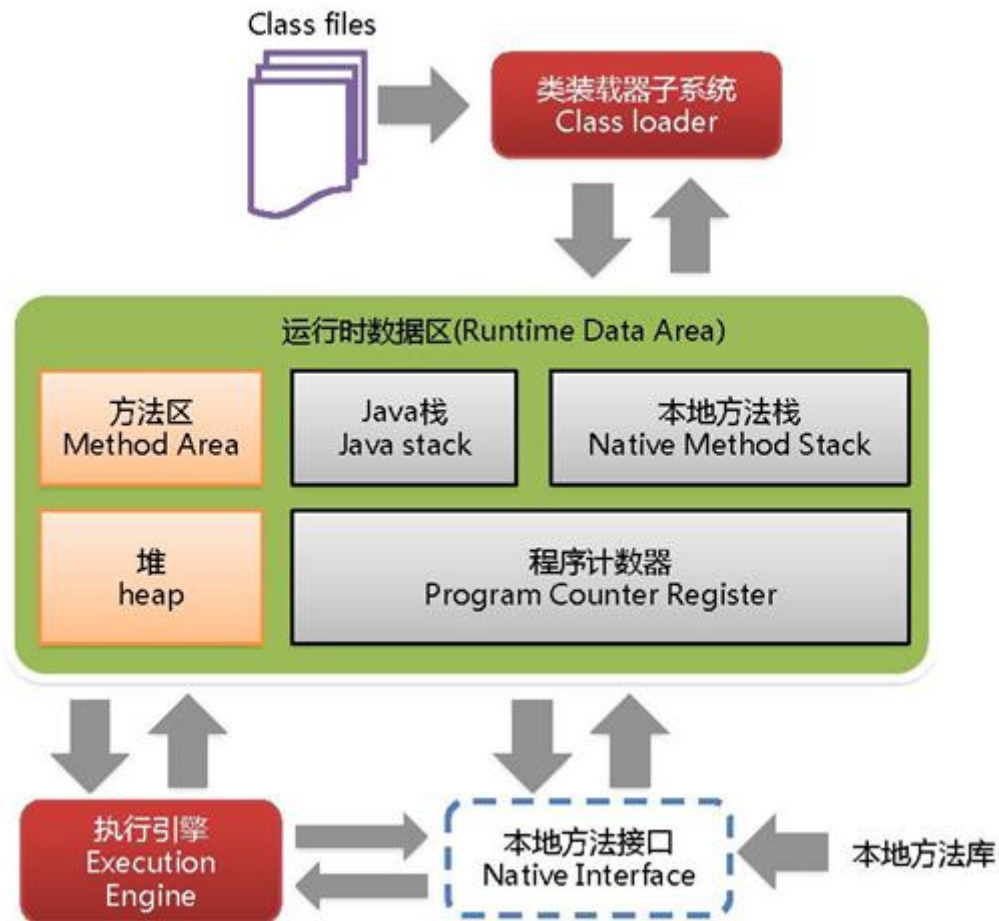 Class files
类装载器子系统
Class loader
运行时数据区(Runtime Data Area)
方法区
Method Area
Java栈
Java stack
本地方法栈
Native Method Stack
堆
heap
程序计数器
Program Counter Register
执行引擎
Execution
Engine
本地方法接口
Native Interface
本地方法库